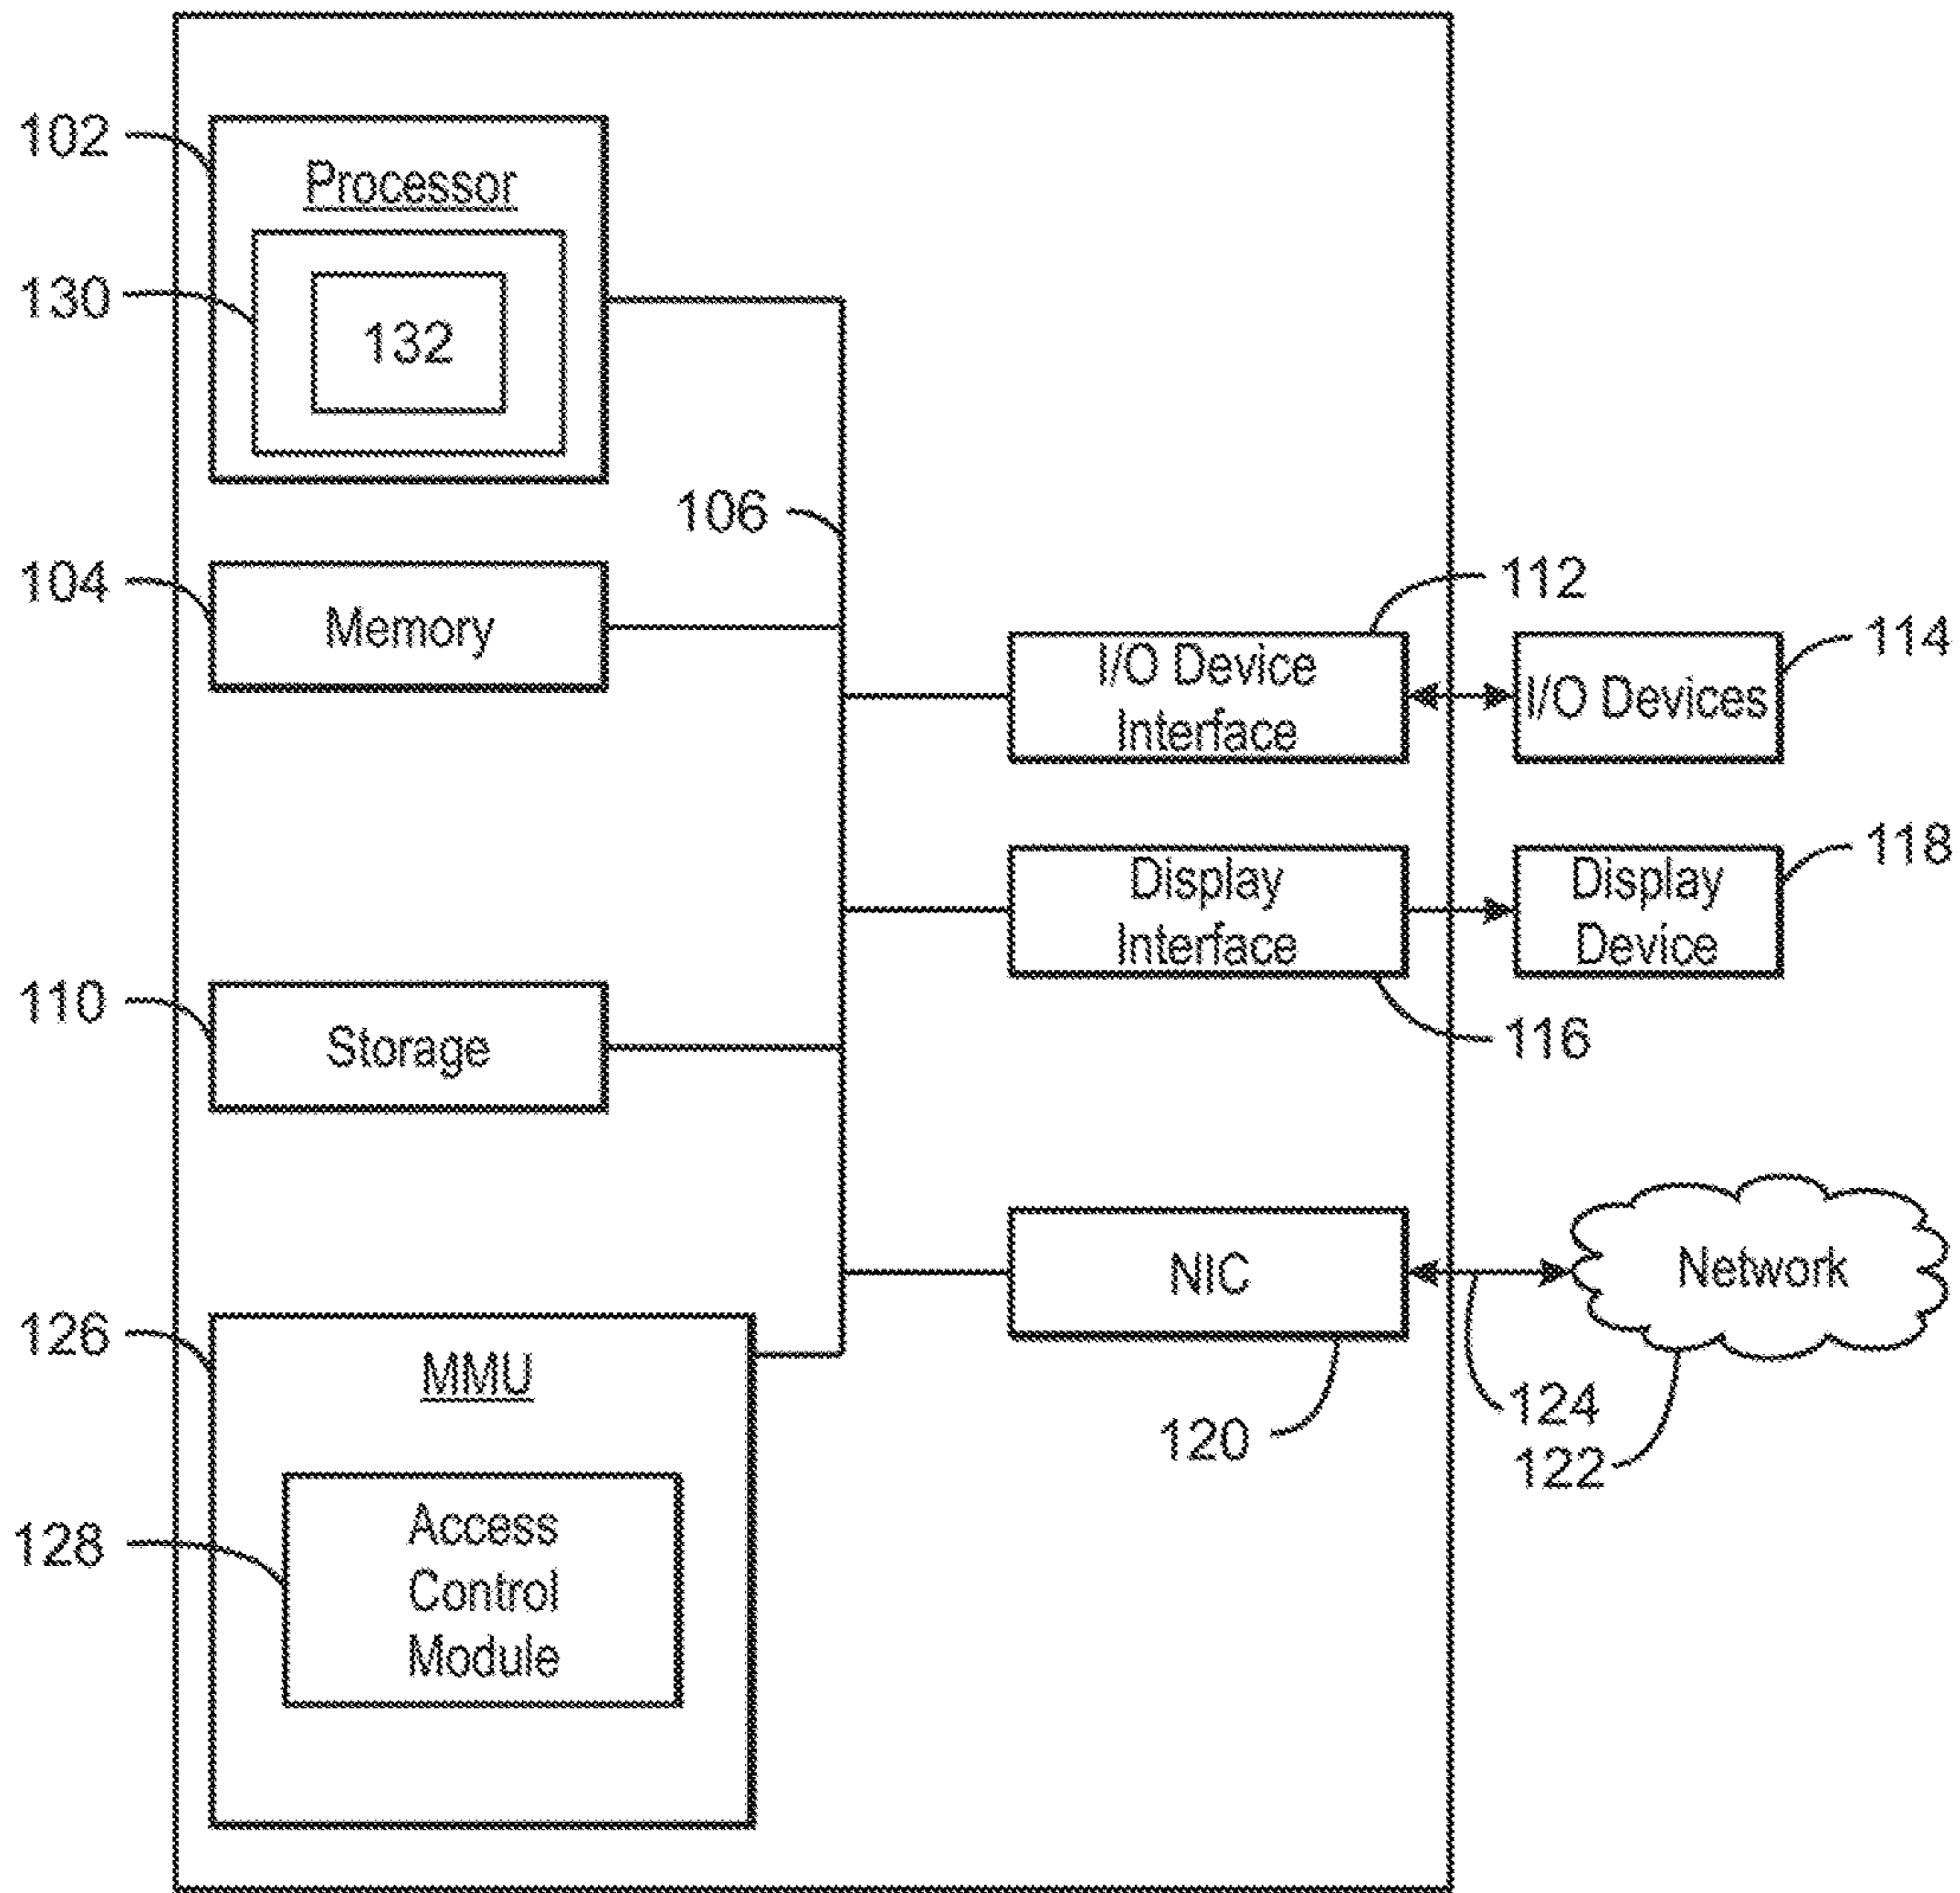 102
Processor
130
132
106
104
Memory
112
I/O Device
Interface
114
I/O Devices
118
Display
Interface
Display
Device
116
110
Storage
NIC
Network
126
MMU
120
124
122
128
Access
Control
Module